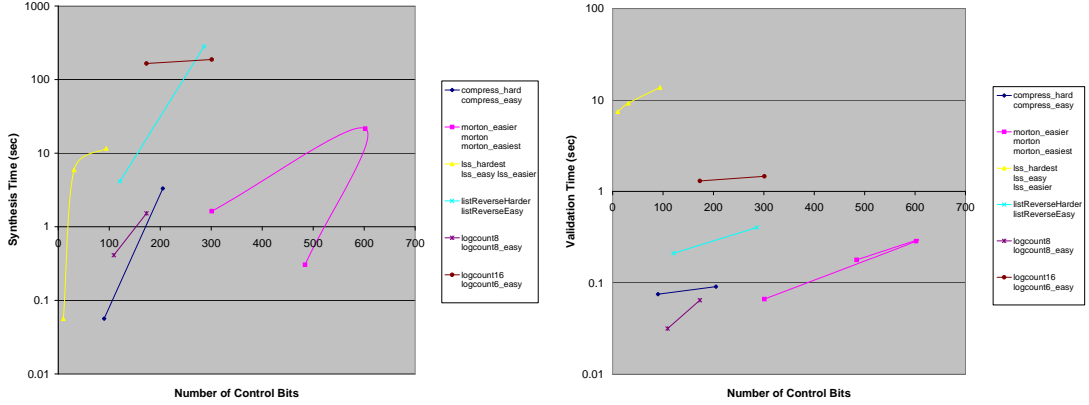 1000
100
10
1
0.1
0.01
0 100 200 300 400 500 600 700
Synthesis Time (sec)
Number of Control Bits
compress_hard
compress_easy
morton_easier
morton
morton_easiest
lss_hardest
lss_easy lss_easier
listReverseHarder
listReverseEasy
logcount8
logcount8_easy
logcount16
logcount6_easy
100
10
1
0.1
0.01
0 100 200 300 400 500 600 700
Validation Time (sec)
Number of Control Bits
compress_hard
compress_easy
morton_easier
morton
morton_easiest
lss_hardest
lss_easy
lss_easier
listReverseHarder
listReverseEasy
logcount8
logcount8_easy
logcount16
logcount6_easy